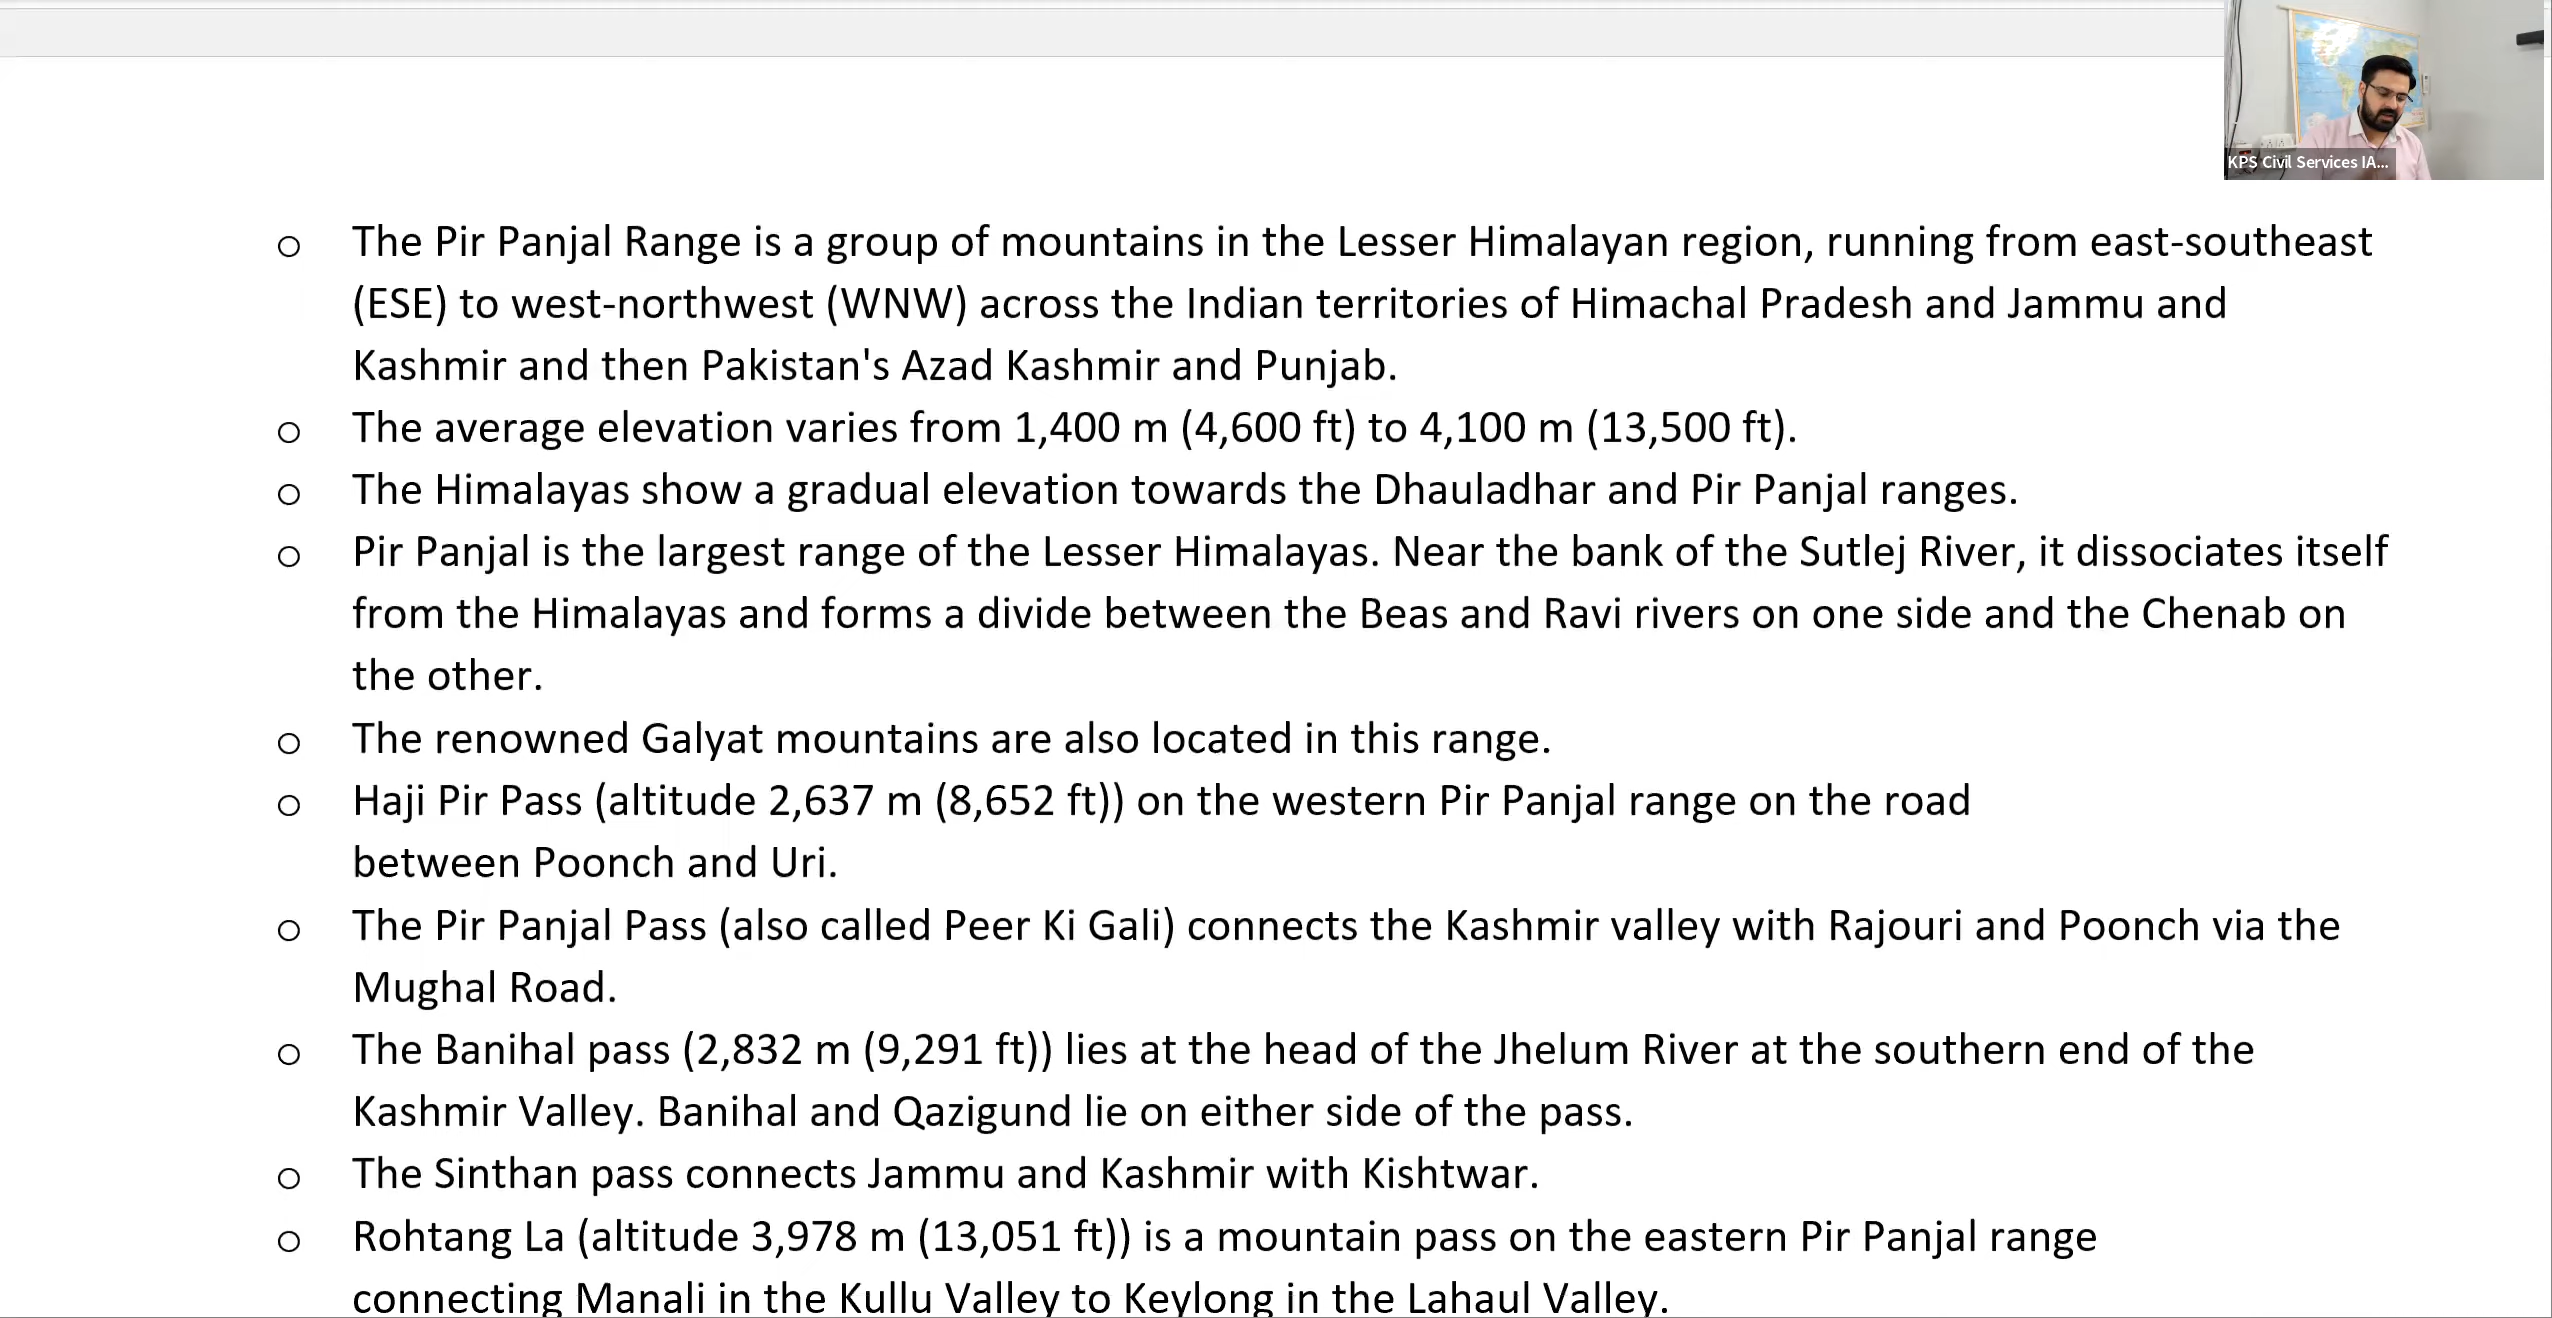 KPS Civil Services IA...
The Pir Panjal Range is a group of mountains in the Lesser Himalayan region, running from east-southeast
(ESE) to west-northwest (WNW) across the Indian territories of Himachal Pradesh and Jammu and
Kashmir and then Pakistan's Azad Kashmir and Punjab.
The average elevation varies from 1,400 m (4,600 ft) to 4,100 m (13,500 ft).
The Himalayas show a gradual elevation towards the Dhauladhar and Pir Panjal ranges.
Pir Panjal is the largest range of the Lesser Himalayas. Near the bank of the Sutlej River, it dissociates itself
from the Himalayas and forms a divide between the Beas and Ravi rivers on one side and the Chenab on
the other.
The renowned Galyat mountains are also located in this range.
Haji Pir Pass (altitude 2,637 m (8,652 ft)) on the western Pir Panjal range on the road
between Poonch and Uri.
The Pir Panjal Pass (also called Peer Ki Gali) connects the Kashmir valley with Rajouri and Poonch via the
Mughal Road.
The Banihal pass (2,832 m (9,291 ft)) lies at the head of the Jhelum River at the southern end of the
Kashmir Valley. Banihal and Qazigund lie on either side of the pass.
The Sinthan pass connects Jammu and Kashmir with Kishtwar.
Rohtang La (altitude 3,978 m (13,051 ft)) is a mountain pass on the eastern Pir Panjal range
connecting Manali in the Kullu Valley to Keylong in the Lahaul Valley.